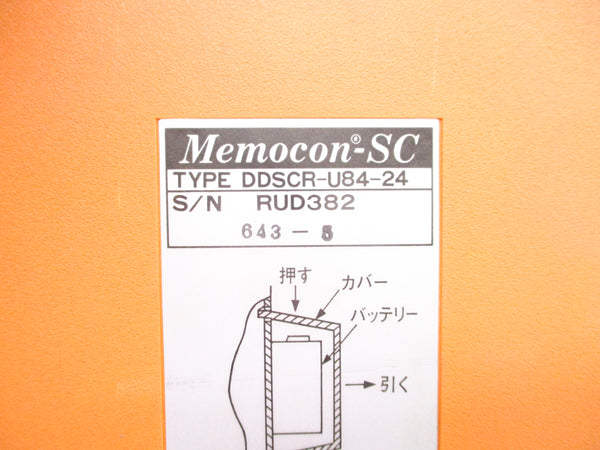 Memocon®-SC
TYPE DDSCR-U84-24
S/N RUD382
643-5
押す
カバー
バッテリー
引く